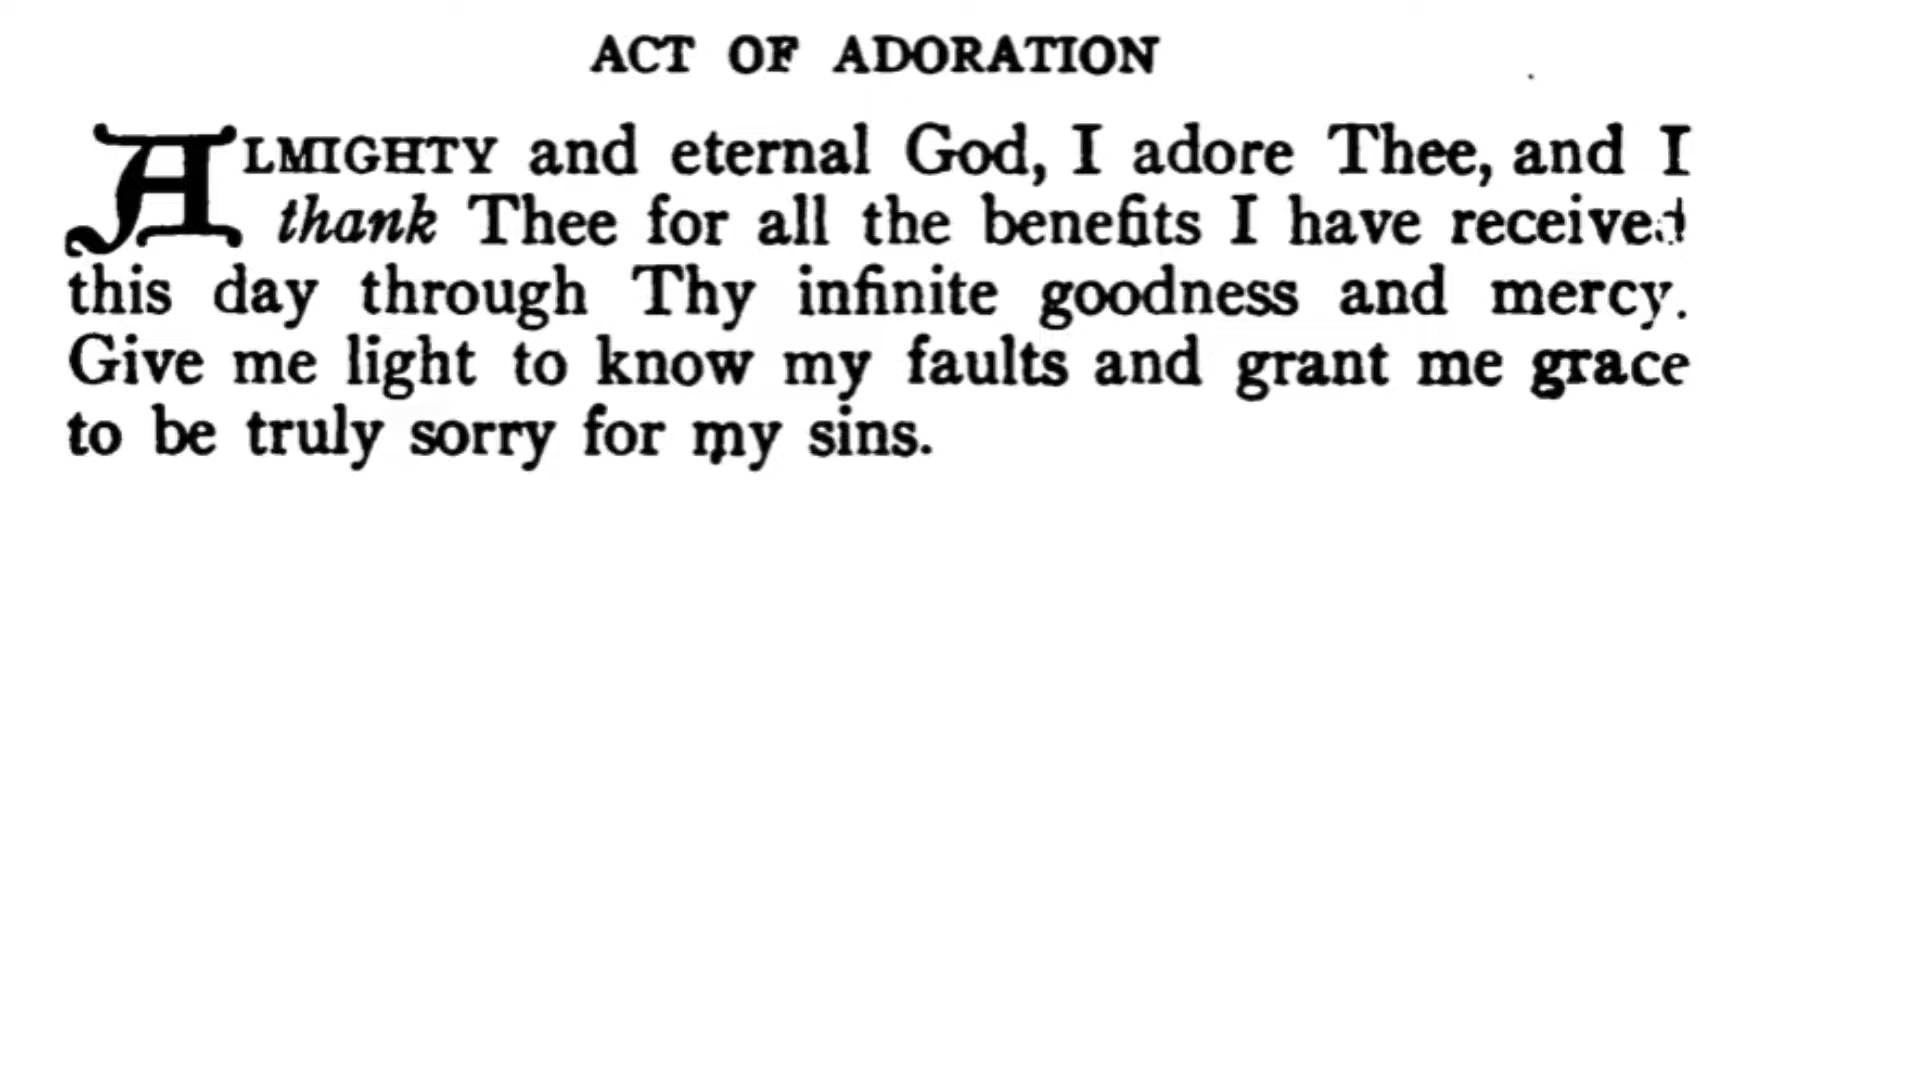 ACT OF ADORATION
ALMIGHTY and eternal God, I adore Thee, and I
thank Thee for all the benefits I have received
this day through Thy infinite goodness and mercy.
Give me light to know my faults and grant me grace
to be truly sorry for my sins.